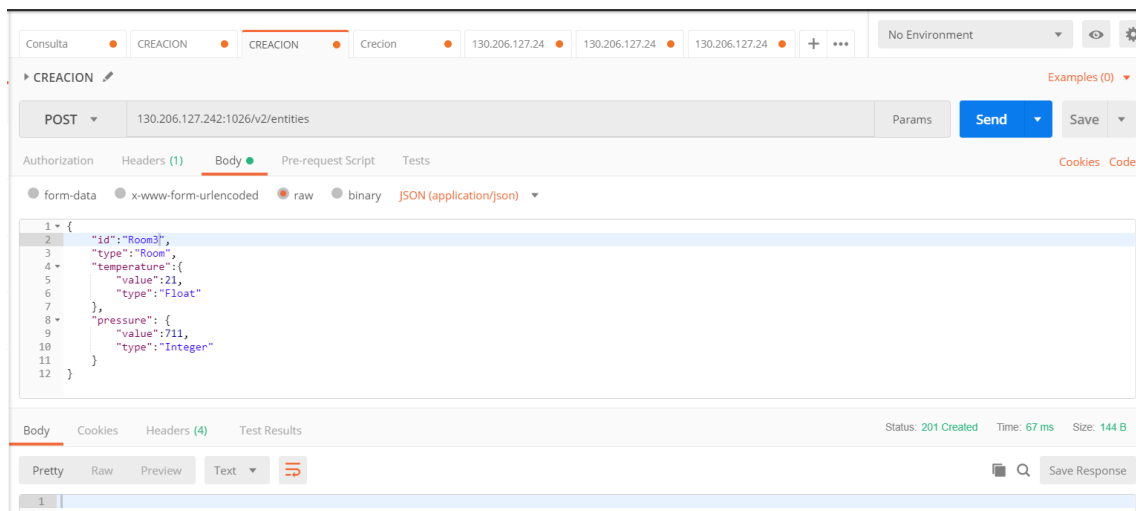 Consulta CREACION CREACION Crecion 130.206.127.24 130.206.127.24 130.206.127.24 + ••• No Environment
CREACION Examples (0)
POST 130.206.127.242:1026/v2/entities Params Send Save
Authorization Headers (1) Body Pre-request Script Tests Cookies Code
form-data x-www-form-urlencoded raw binary JSON (application/json)
1 {
2 "id":"Room3",
3 "type":"Room",
4 "temperature":{
5 "value":21,
6 "type":"Float"
7 },
8 "pressure": {
9 "value":711,
10 "type":"Integer"
11 }
12 }
Body Cookies Headers (4) Test Results Status: 201 Created Time: 67 ms Size: 144 B
Pretty Raw Preview Text Save Response
1